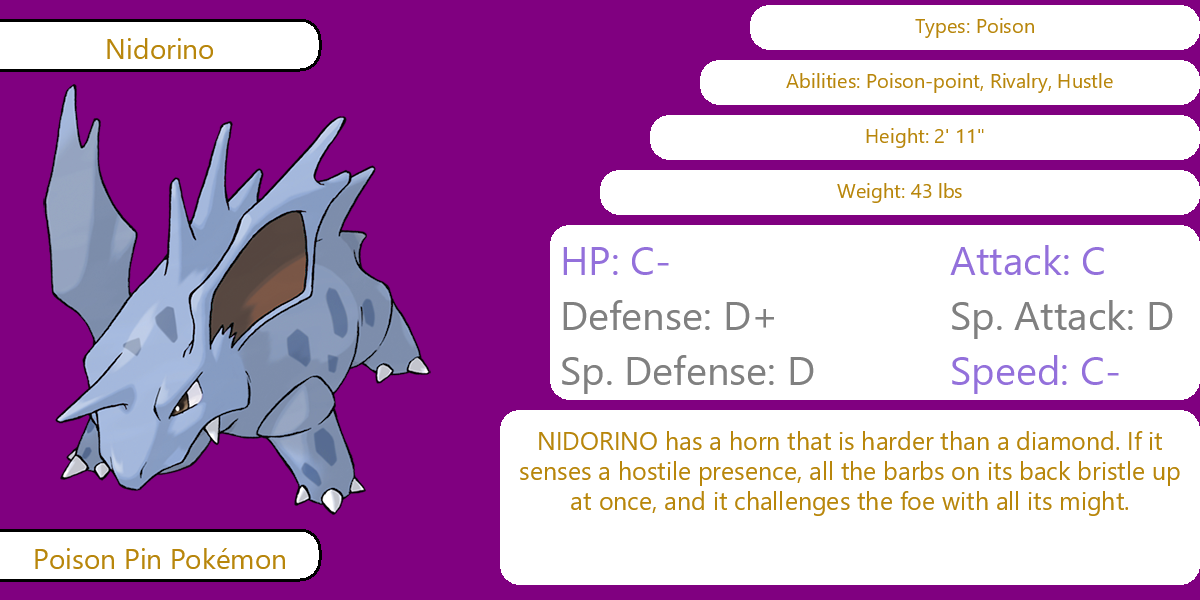 Nidorino
Types: Poison
Abilities: Poison-point, Rivalry, Hustle
Height: 2' 11"
Weight: 43 lbs
HP: C-
Attack: C
Defense: D+
Sp. Attack: D
Sp. Defense: D
Speed: C-
NIDORINO has a horn that is harder than a diamond. If it
senses a hostile presence, all the barbs on its back bristle up
at once, and it challenges the foe with all its might.
Poison Pin Pokémon